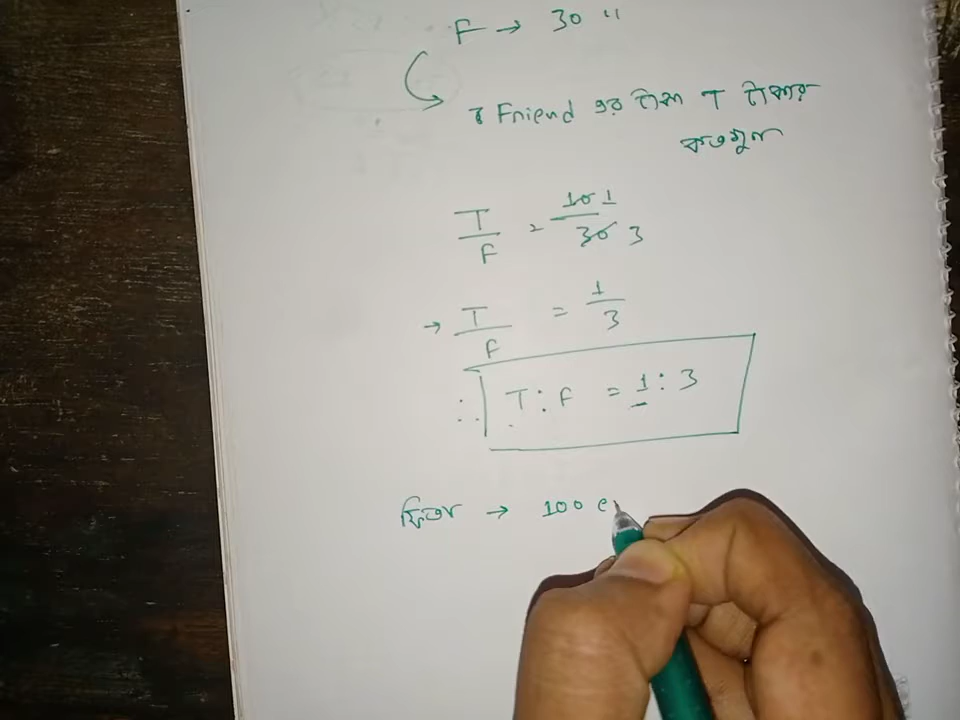 F → 30 "
Friend এর টাকা T টাকার
কতগুন
T/F = 10 1/30 3
→ T/F = 1/3
∴ T : F = 1 : 3
ফিতা → 100 c